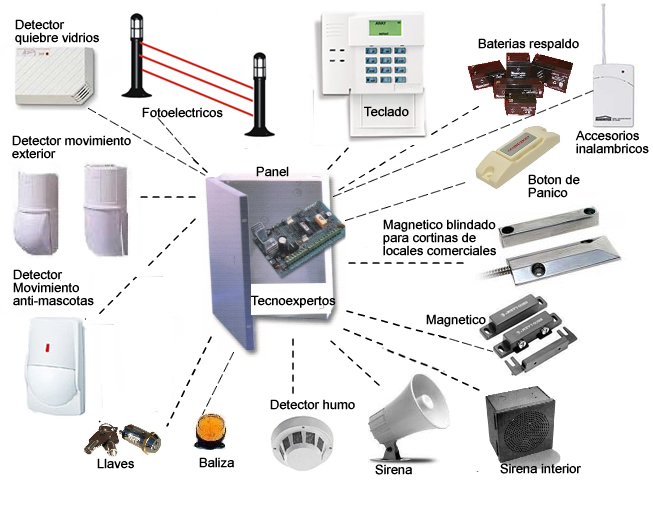 Detector
quiebre vidrios
Fotoelectricos
Teclado
Baterias respaldo
Accesorios
inalambricos
Detector movimiento
exterior
Panel
Boton de
Panico
Magnetico blindado
para cortinas de
locales comerciales
Detector
Movimiento
anti-mascotas
Tecnoexpertos
Magnetico
Detector humo
Llaves
Baliza
Sirena
Sirena interior